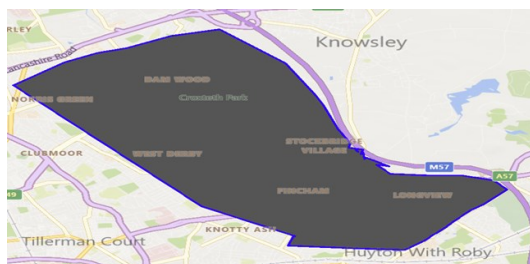 RLEY
Lancashire Road
Knowsley
DAM WOOD
NORRIS GREEN
Croxteth Park
STOCKBRIDGE
VILLAGE
CLUBMOOR
WEST DERBY
M57
A57
FINCHAM
LONGVIEW
49
KNOTTY ASH
Tillerman Court
Huyton With Roby